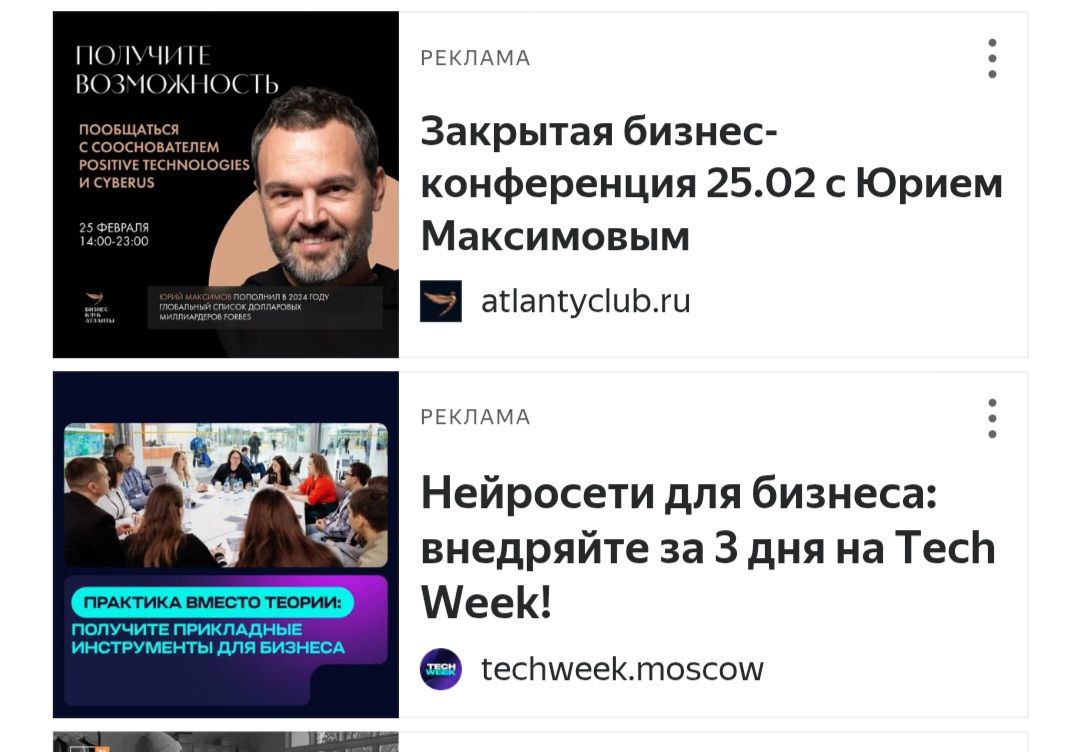 ПОЛУЧИТЕ
ВОЗМОЖНОСТЬ
ПООБЩАТЬСЯ
С СООСНОВАТЕЛЕМ
POSITIVE TECHNOLOGIES
И CYBERUS
25 ФЕВРАЛЯ
14:00-23:00
БИЗНЕС-
КЛУБ
АТЛАНТЫ
ЮРИЙ МАКСИМОВ ПОПОЛНИЛ В 2024 ГОДУ
ГЛОБАЛЬНЫЙ СПИСОК ДОЛЛАРОВЫХ
МИЛЛИАРДЕРОВ FORBES
РЕКЛАМА
Закрытая бизнес-
конференция 25.02 с Юрием
Максимовым
atlantyclub.ru
ПРАКТИКА ВМЕСТО ТЕОРИИ:
ПОЛУЧИТЕ ПРИКЛАДНЫЕ
ИНСТРУМЕНТЫ ДЛЯ БИЗНЕСА
РЕКЛАМА
Нейросети для бизнеса:
внедряйте за 3 дня на Tech
Week!
TECH
WEEK
techweek.moscow